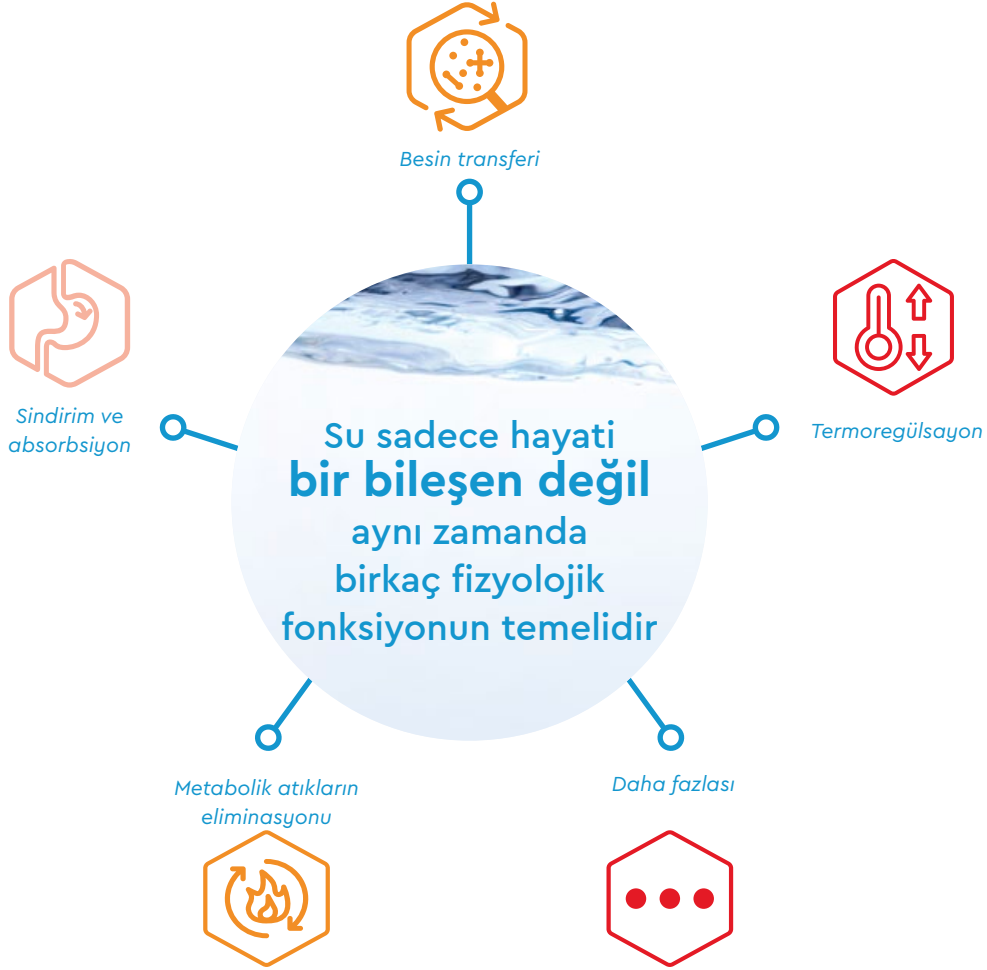 Besin transferi
Sindirim ve
absorbsiyon
Termoregülsayon
Su sadece hayati
bir bileşen değil
aynı zamanda
birkaç fizyolojik
fonksiyonun temelidir
Metabolik atıkların
eliminasyonu
Daha fazlası